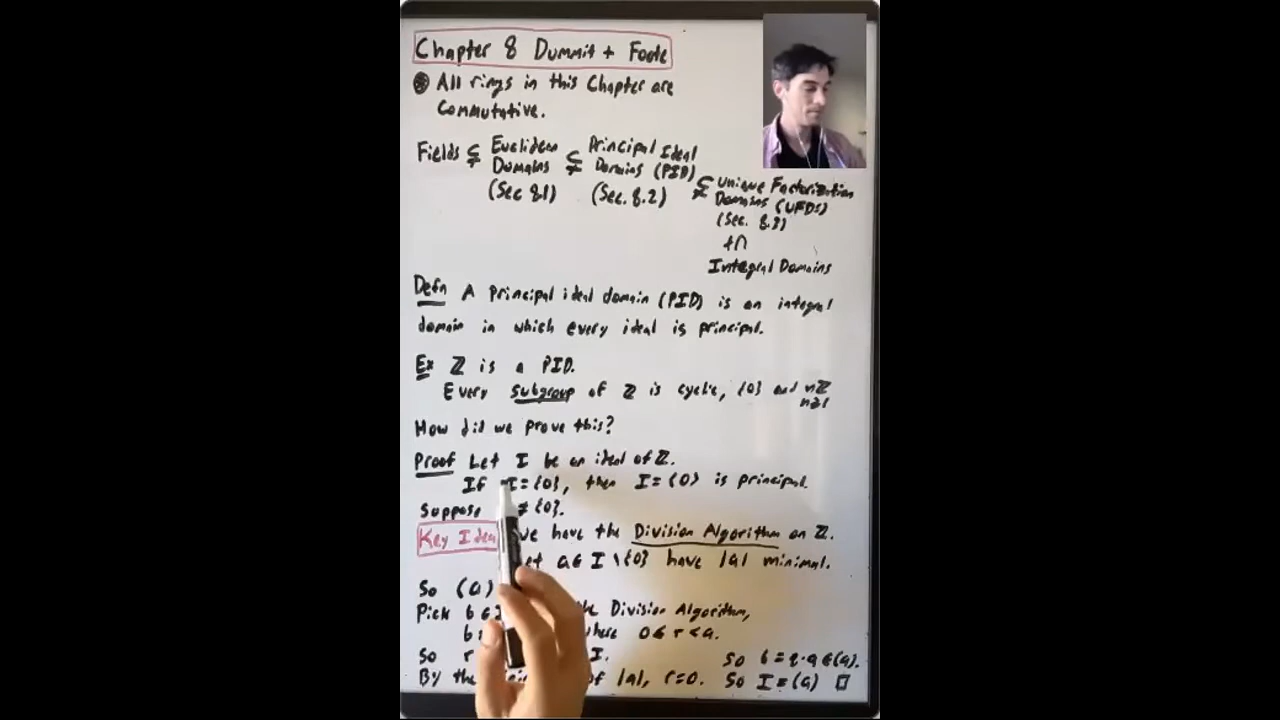 Chapter 8 Dummit + Foote
All rings in this Chapter are
Commutative.
Fields ⊊ Euclidean Domains (Sec 8.1) ⊊ Principal Ideal Domains (PID) (Sec. 8.2)
⊊ Unique Factorization
Domains (UFDs)
(Sec. 8.3)
Integral Domains
Defn A Principal ideal domain (PID) is an integral
domain in which every ideal is principal.
Ex ℤ is a PID.
Every subgroup of ℤ is cyclic, {0} and nℤ
n≥1
How did we prove this?
Proof Let I be an ideal of ℤ.
If I = {0}, then I = (0) is principal.
Suppose ≠ {0}.
Key Idea we have the Division Algorithm on ℤ.
a ∈ I \ {0} have |a| minimal.
So (a)
Pick b ∈ the Division Algorithm,
b = where 0 ≤ r < a.
So r I. So b = q·a ∈ (a).
By the of |a|, r=0. So I = (a) □